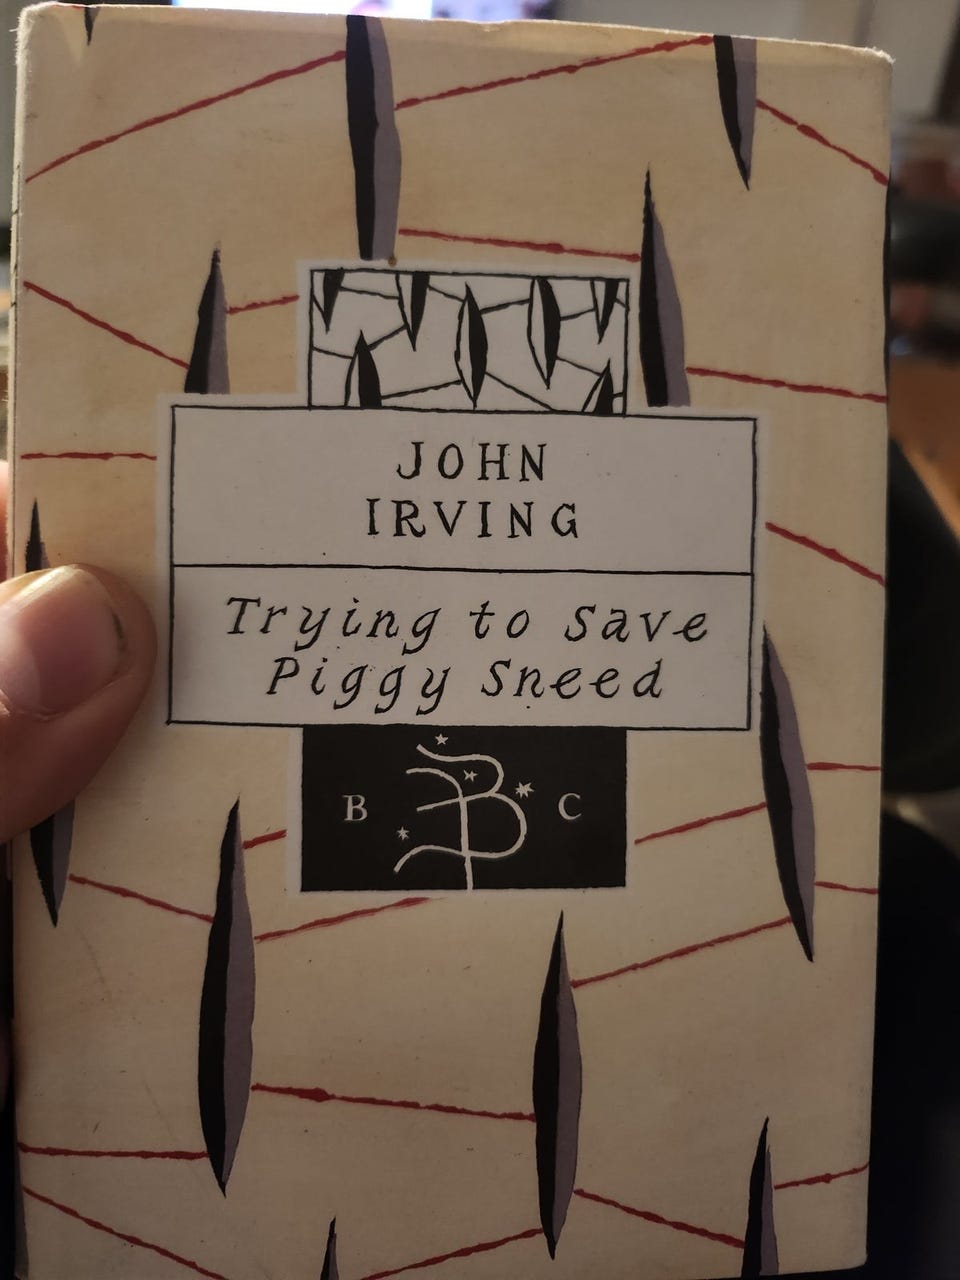 JOHN
IRVING
Trying to Save
Piggy Sneed
B B C